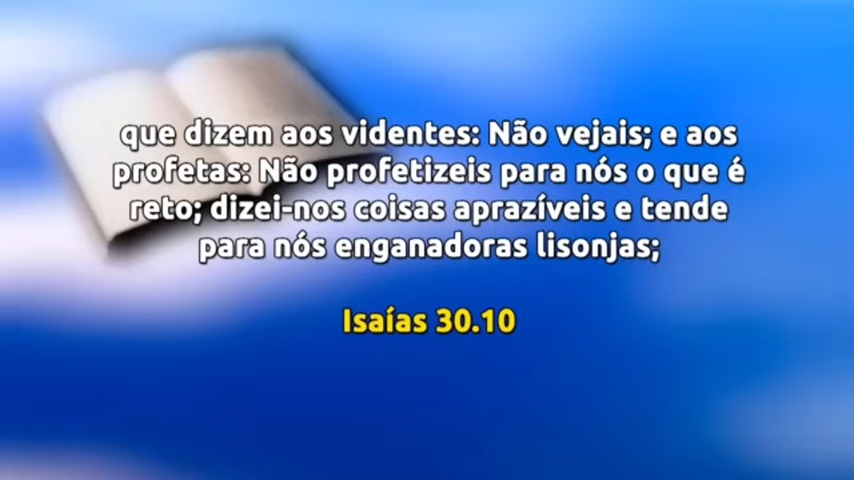 que dizem aos videntes: Não vejais; e aos
profetas: Não profetizeis para nós o que é
reto; dizei-nos coisas aprazíveis e tende
para nós enganadoras lisonjas;
Isaías 30.10